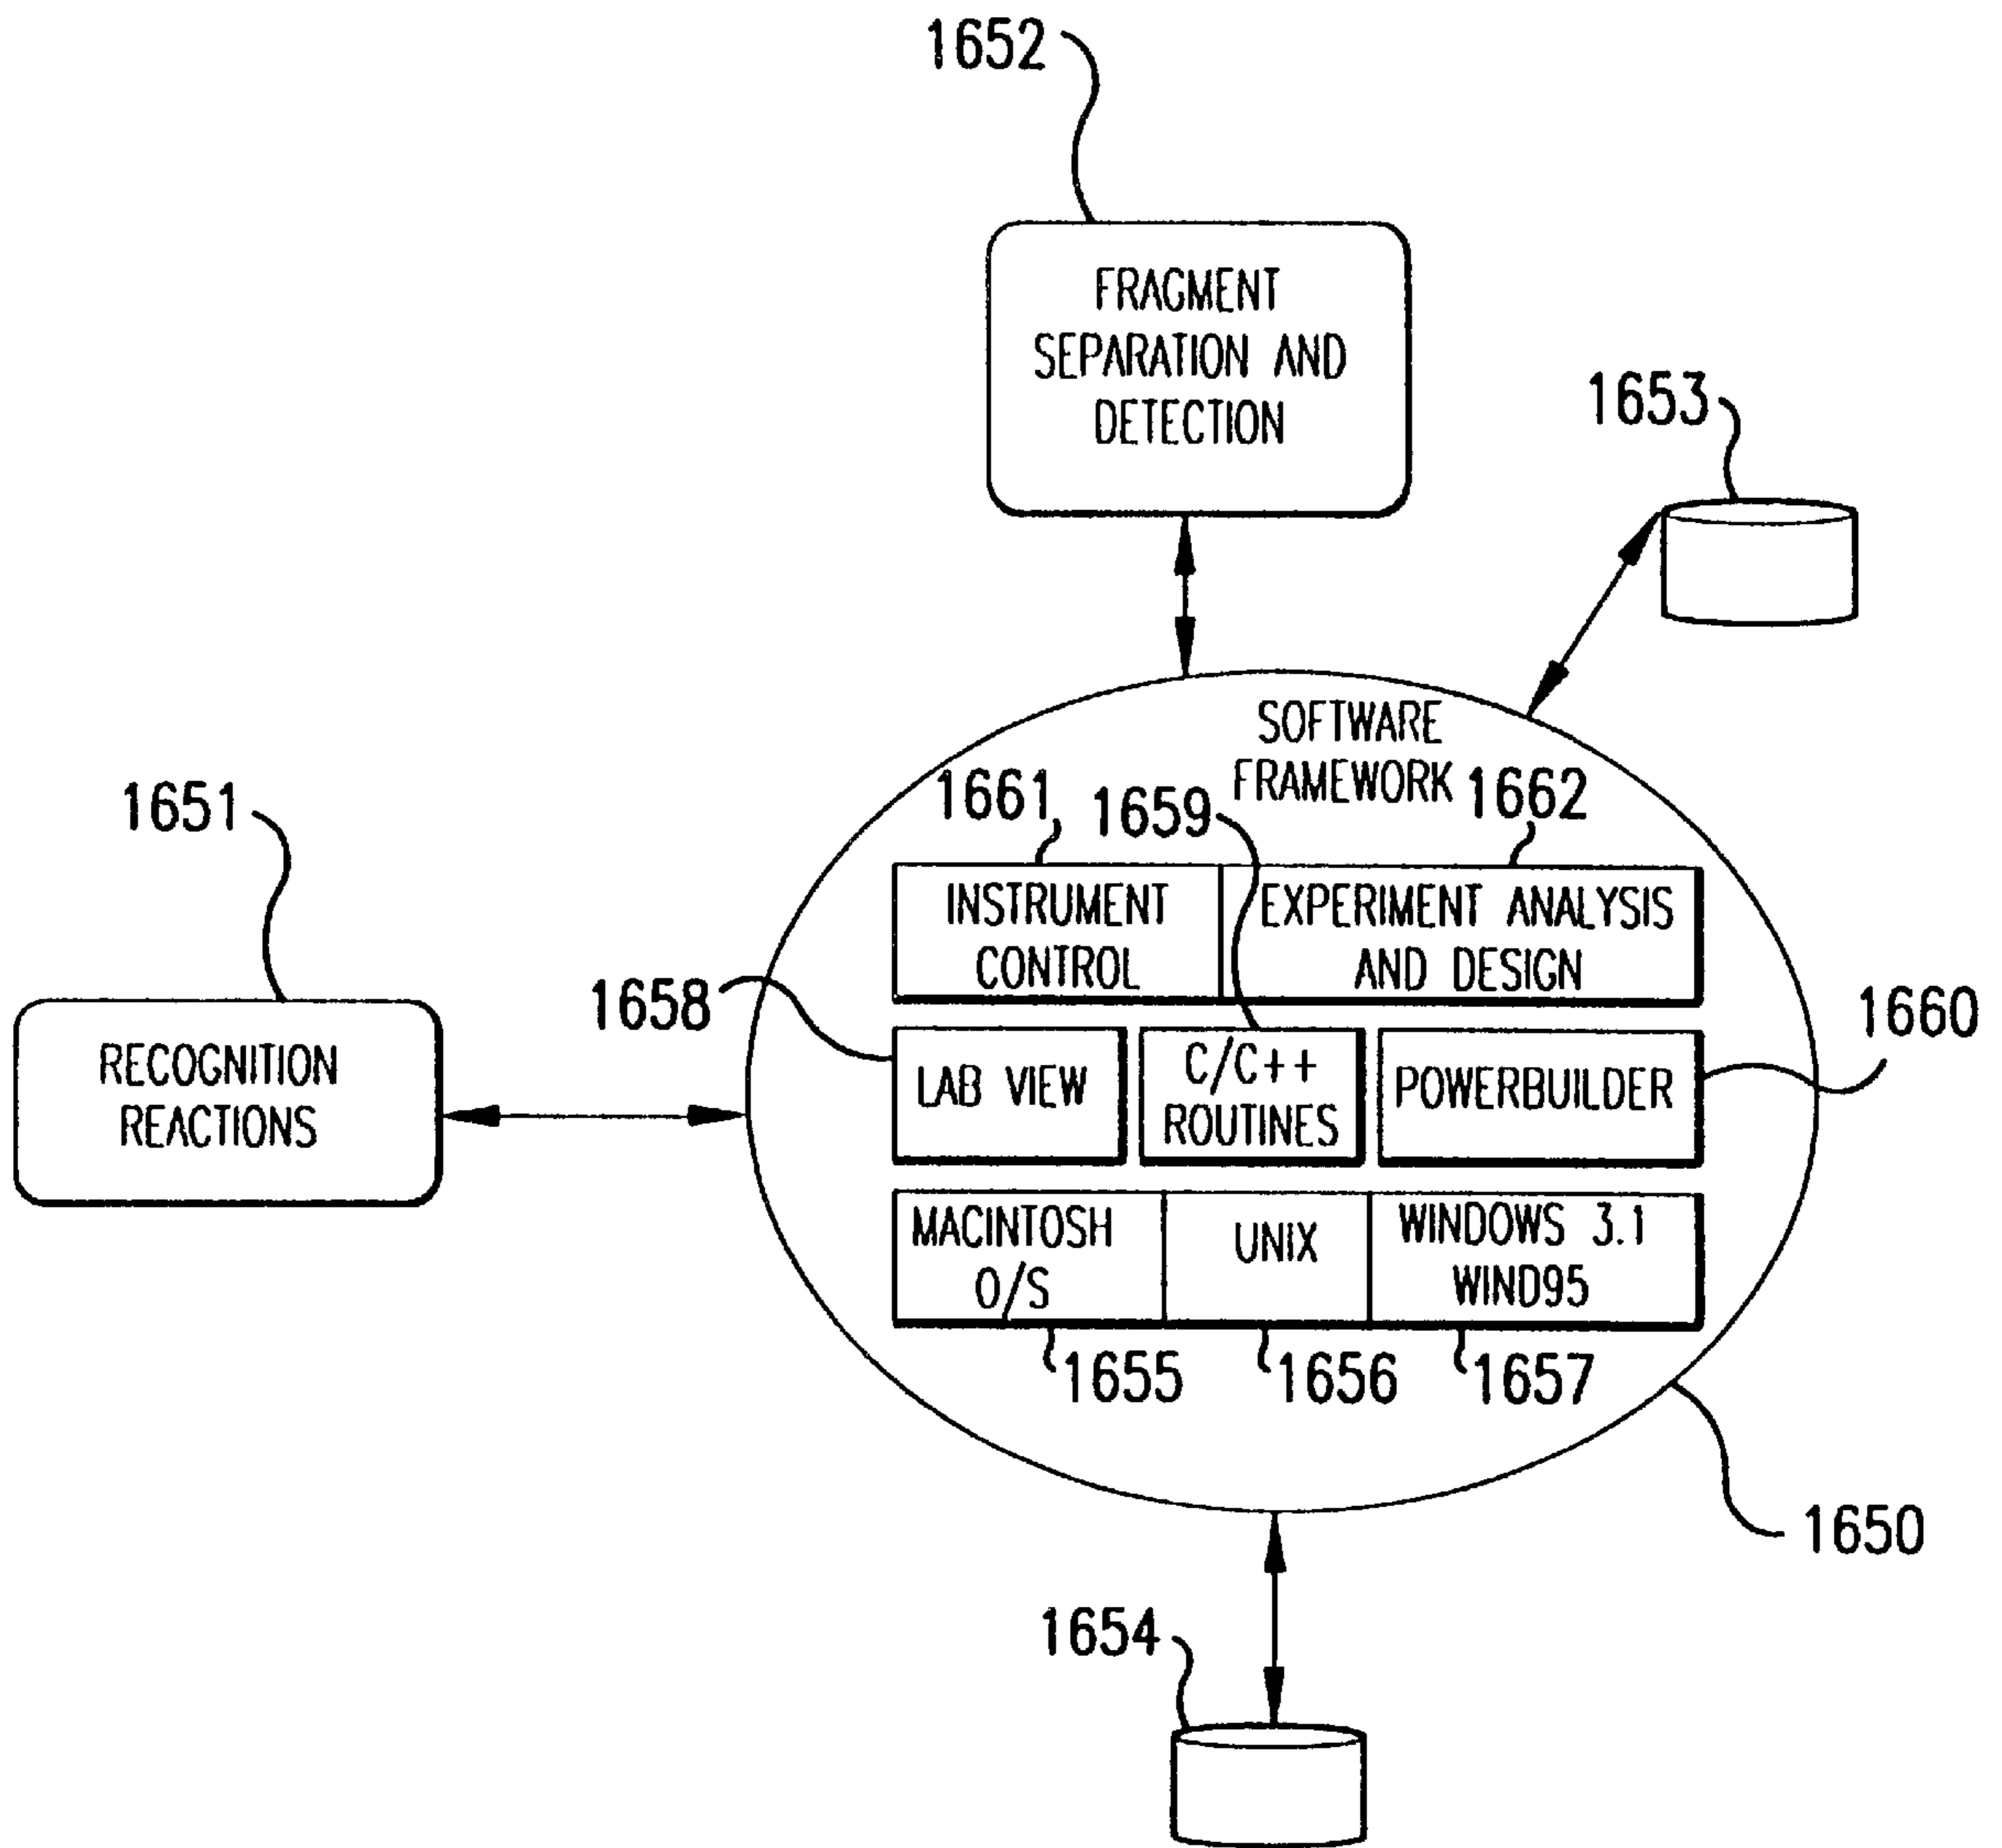 1652
FRAGMENT
SEPARATION AND
DETECTION
1653
SOFTWARE
FRAMEWORK
1651
1661
1659
1662
INSTRUMENT
CONTROL
EXPERIMENT ANALYSIS
AND DESIGN
1658
1660
RECOGNITION
REACTIONS
LAB VIEW
C/C++
ROUTINES
POWERBUILDER
MACINTOSH
O/S
UNIX
WINDOWS 3.1
WIND95
1655
1656
1657
1650
1654